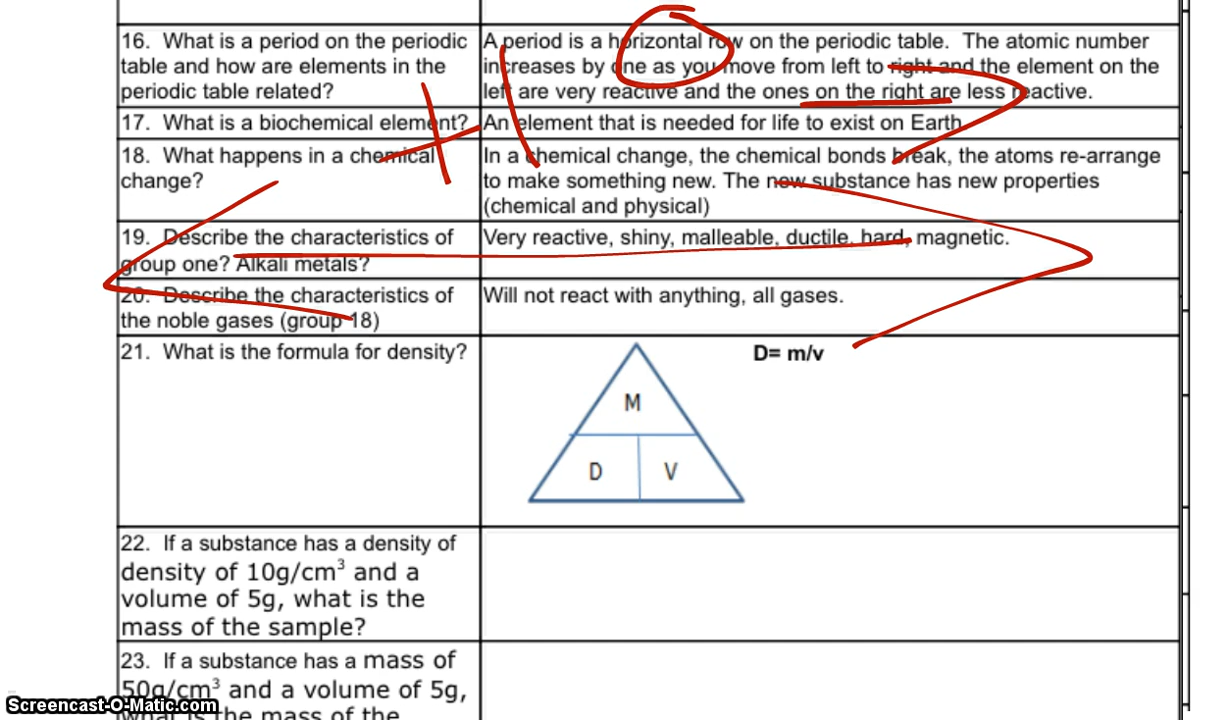 16. What is a period on the periodic
table and how are elements in the
periodic table related?
A period is a horizontal row on the periodic table. The atomic number
increases by one as you move from left to right and the element on the
left are very reactive and the ones on the right are less reactive.
17. What is a biochemical element?
An element that is needed for life to exist on Earth
18. What happens in a chemical
change?
In a chemical change, the chemical bonds break, the atoms re-arrange
to make something new. The new substance has new properties
(chemical and physical)
19. Describe the characteristics of
group one? Alkali metals?
Very reactive, shiny, malleable, ductile, hard, magnetic.
20. Describe the characteristics of
the noble gases (group 18)
Will not react with anything, all gases.
21. What is the formula for density?
D= m/v
M
D V
22. If a substance has a density of
density of 10g/cm³ and a
volume of 5g, what is the
mass of the sample?
23. If a substance has a mass of
50g/cm³ and a volume of 5g,
what is the mass of the
Screencast-O-Matic.com